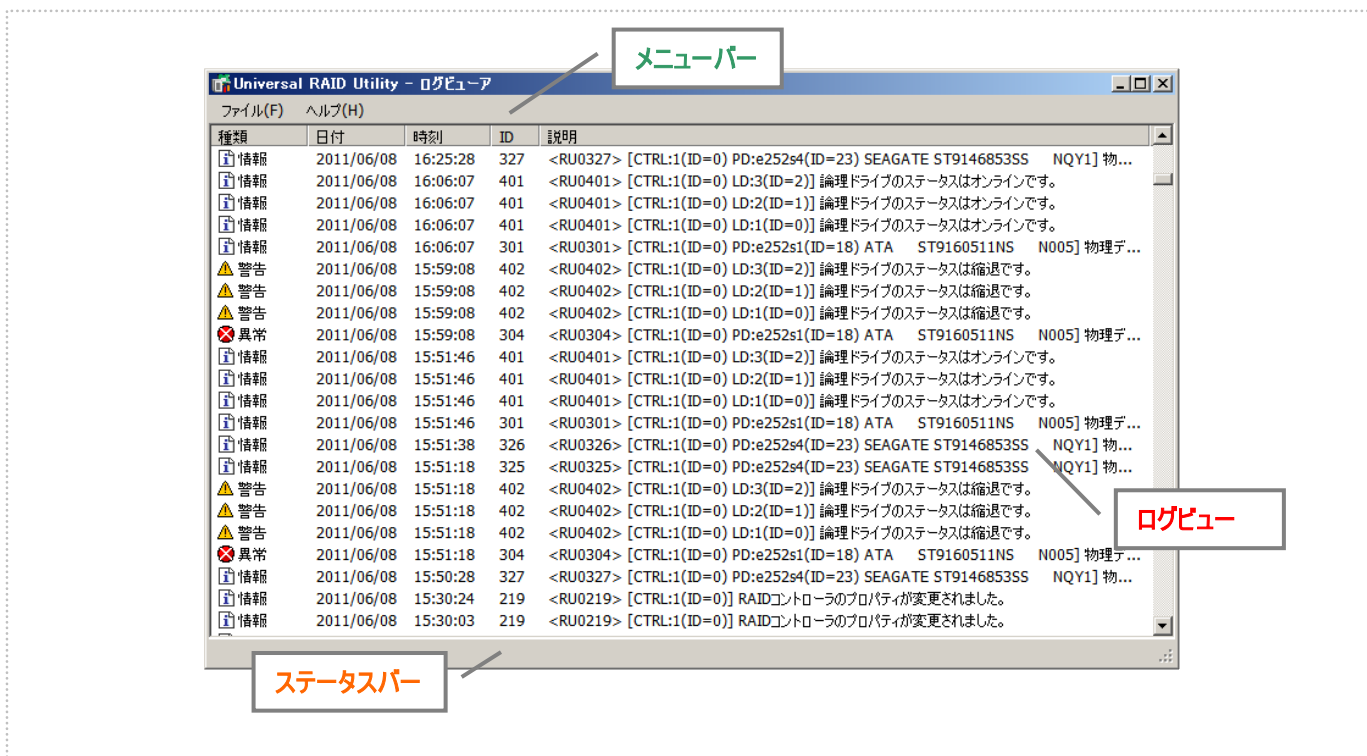 メニューバー
Universal RAID Utility - ログビューア
ファイル(F) ヘルプ(H)
種類 日付 時刻 ID 説明
情報 2011/06/08 16:25:28 327 <RU0327> [CTRL:1(ID=0) PD:e252s4(ID=23) SEAGATE ST9146853SS NQY1] 物...
情報 2011/06/08 16:06:07 401 <RU0401> [CTRL:1(ID=0) LD:3(ID=2)] 論理ドライブのステータスはオンラインです。
情報 2011/06/08 16:06:07 401 <RU0401> [CTRL:1(ID=0) LD:2(ID=1)] 論理ドライブのステータスはオンラインです。
情報 2011/06/08 16:06:07 401 <RU0401> [CTRL:1(ID=0) LD:1(ID=0)] 論理ドライブのステータスはオンラインです。
情報 2011/06/08 16:06:07 301 <RU0301> [CTRL:1(ID=0) PD:e252s1(ID=18) ATA ST9160511NS N005] 物理デ...
警告 2011/06/08 15:59:08 402 <RU0402> [CTRL:1(ID=0) LD:3(ID=2)] 論理ドライブのステータスは縮退です。
警告 2011/06/08 15:59:08 402 <RU0402> [CTRL:1(ID=0) LD:2(ID=1)] 論理ドライブのステータスは縮退です。
警告 2011/06/08 15:59:08 402 <RU0402> [CTRL:1(ID=0) LD:1(ID=0)] 論理ドライブのステータスは縮退です。
異常 2011/06/08 15:59:08 304 <RU0304> [CTRL:1(ID=0) PD:e252s1(ID=18) ATA ST9160511NS N005] 物理デ...
情報 2011/06/08 15:51:46 401 <RU0401> [CTRL:1(ID=0) LD:3(ID=2)] 論理ドライブのステータスはオンラインです。
情報 2011/06/08 15:51:46 401 <RU0401> [CTRL:1(ID=0) LD:2(ID=1)] 論理ドライブのステータスはオンラインです。
情報 2011/06/08 15:51:46 401 <RU0401> [CTRL:1(ID=0) LD:1(ID=0)] 論理ドライブのステータスはオンラインです。
情報 2011/06/08 15:51:46 301 <RU0301> [CTRL:1(ID=0) PD:e252s1(ID=18) ATA ST9160511NS N005] 物理デ...
情報 2011/06/08 15:51:38 326 <RU0326> [CTRL:1(ID=0) PD:e252s4(ID=23) SEAGATE ST9146853SS NQY1] 物...
情報 2011/06/08 15:51:18 325 <RU0325> [CTRL:1(ID=0) PD:e252s4(ID=23) SEAGATE ST9146853SS NQY1] 物...
警告 2011/06/08 15:51:18 402 <RU0402> [CTRL:1(ID=0) LD:3(ID=2)] 論理ドライブのステータスは縮退です。
警告 2011/06/08 15:51:18 402 <RU0402> [CTRL:1(ID=0) LD:2(ID=1)] 論理ドライブのステータスは縮退です。
警告 2011/06/08 15:51:18 402 <RU0402> [CTRL:1(ID=0) LD:1(ID=0)] 論理ドライブのステータスは縮退です。
ログビュー
異常 2011/06/08 15:51:18 304 <RU0304> [CTRL:1(ID=0) PD:e252s1(ID=18) ATA ST9160511NS N005] 物理デ...
情報 2011/06/08 15:50:28 327 <RU0327> [CTRL:1(ID=0) PD:e252s4(ID=23) SEAGATE ST9146853SS NQY1] 物...
情報 2011/06/08 15:30:24 219 <RU0219> [CTRL:1(ID=0)] RAIDコントローラのプロパティが変更されました。
情報 2011/06/08 15:30:03 219 <RU0219> [CTRL:1(ID=0)] RAIDコントローラのプロパティが変更されました。
ステータスバー